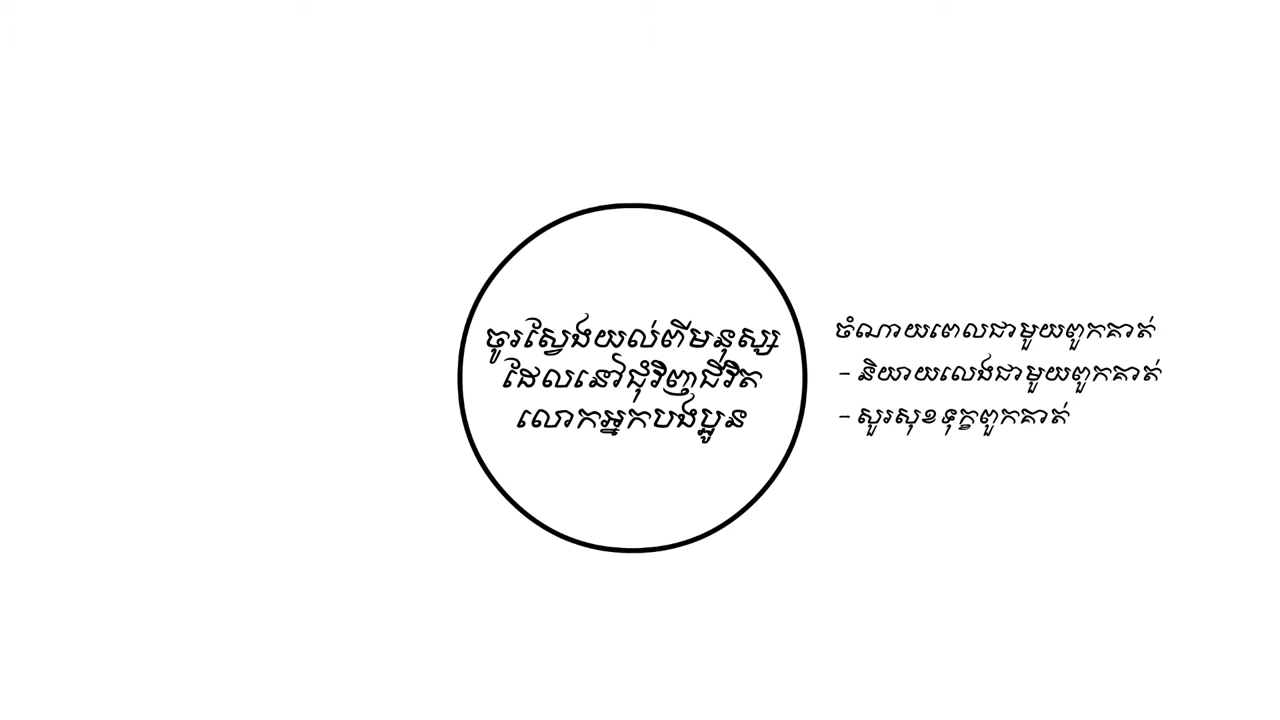 ចូរស្វែងយល់ពីមនុស្ស
ដែលនៅជុំវិញជីវិត
លោកអ្នកបងប្អូន
ចំណាយពេលជាមួយពួកគាត់
- និយាយលេងជាមួយពួកគាត់
- សួរសុខទុក្ខពួកគាត់